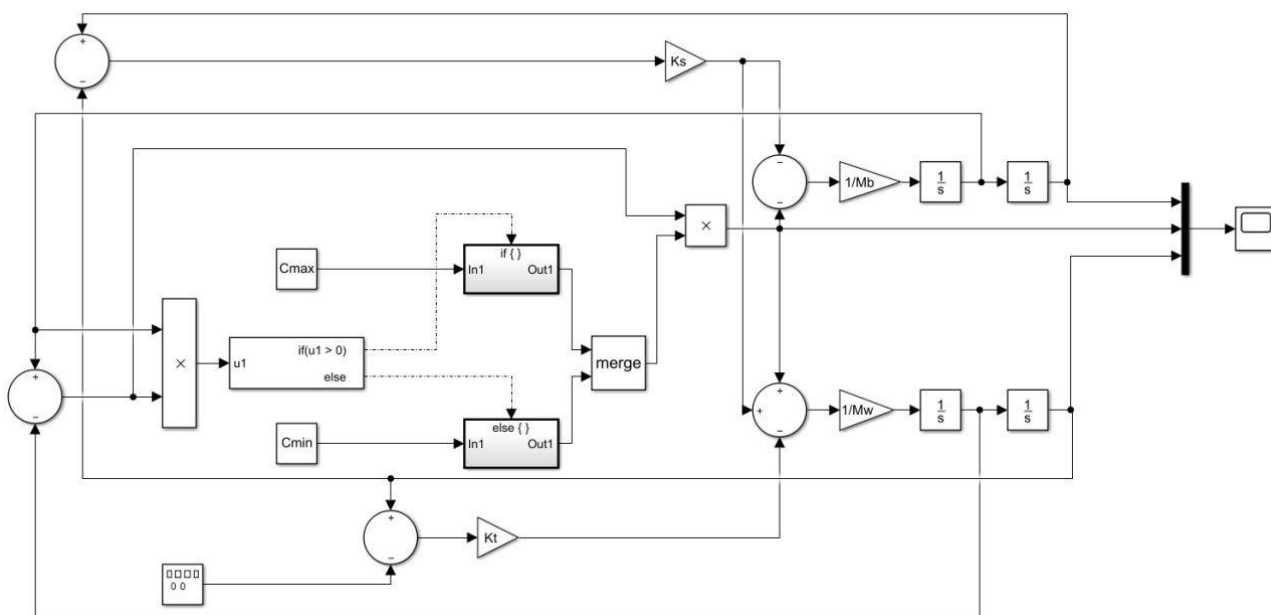 +
−
Ks
−
−
1/Mb
1
s
1
s
×
if { }
In1
Out1
Cmax
×
u1
if(u1 > 0)
else
merge
+
−
+
+
−
1/Mw
1
s
1
s
else { }
In1
Out1
Cmin
+
−
Kt
0 0